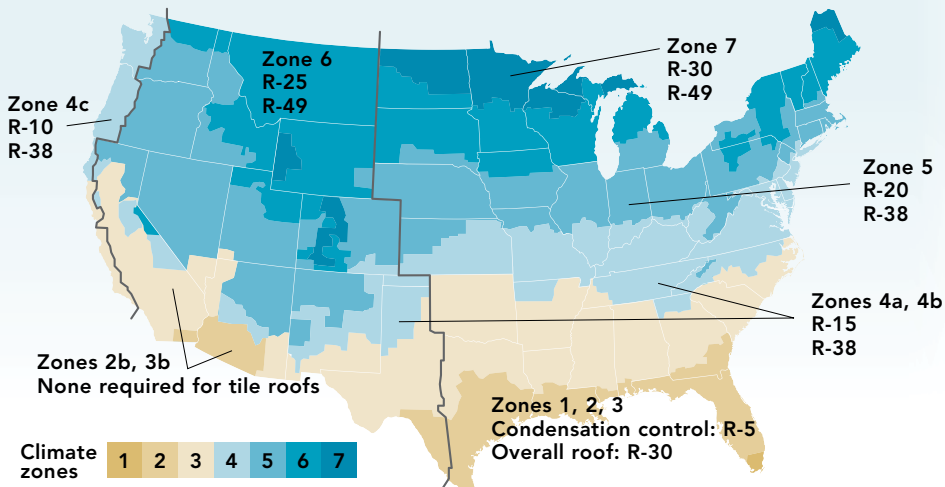 Zone 6
R-25
R-49
Zone 7
R-30
R-49
Zone 4c
R-10
R-38
Zone 5
R-20
R-38
Zones 4a, 4b
R-15
R-38
Zones 2b, 3b
None required for tile roofs
Zones 1, 2, 3
Condensation control: R-5
Overall roof: R-30
Climate
zones
1 2 3 4 5 6 7